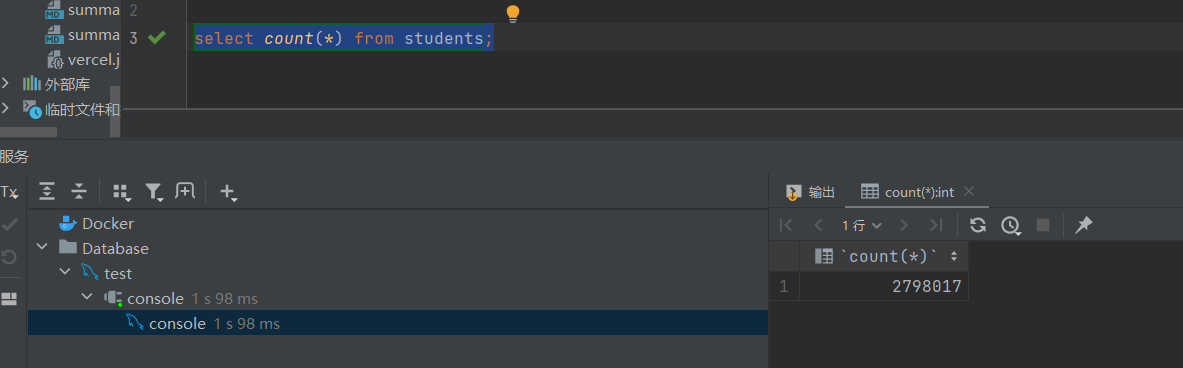 summa
2
summa
3 select count(*) from students;
vercel.j
外部库
临时文件和
服务
Tx
输出
count(*):int
1 行
Docker
Database
`count(*)`
test
1 2798017
console 1 s 98 ms
console 1 s 98 ms